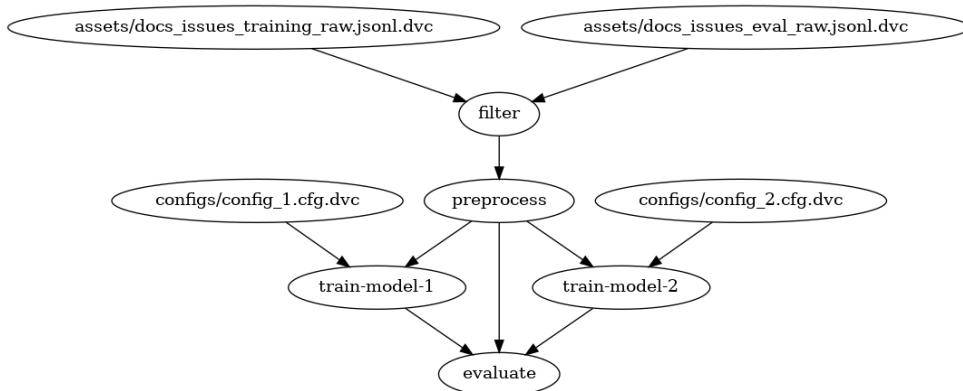 assets/docs_issues_training_raw.jsonl.dvc
assets/docs_issues_eval_raw.jsonl.dvc
filter
configs/config_1.cfg.dvc
preprocess
configs/config_2.cfg.dvc
train-model-1
train-model-2
evaluate